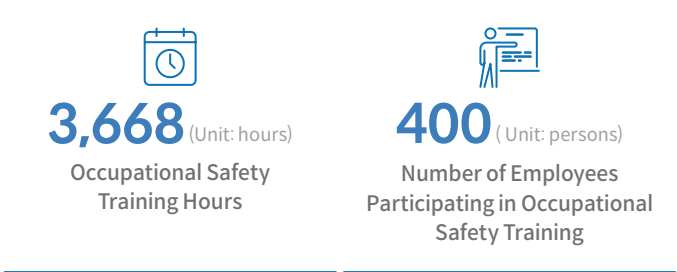 3,668 (Unit: hours)
Occupational Safety
Training Hours
400 ( Unit: persons)
Number of Employees
Participating in Occupational
Safety Training